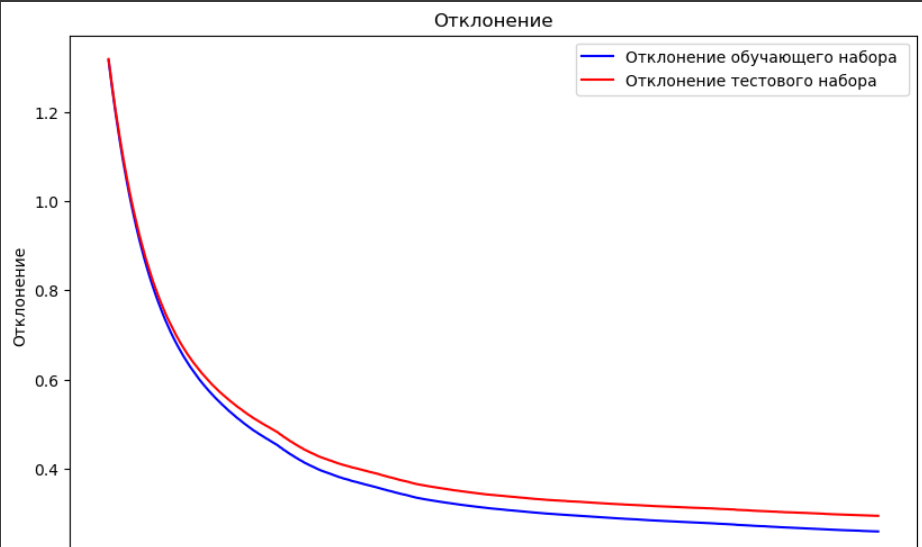 Отклонение
Отклонение обучающего набора
Отклонение тестового набора
1.2
1.0
0.8
0.6
0.4
Отклонение